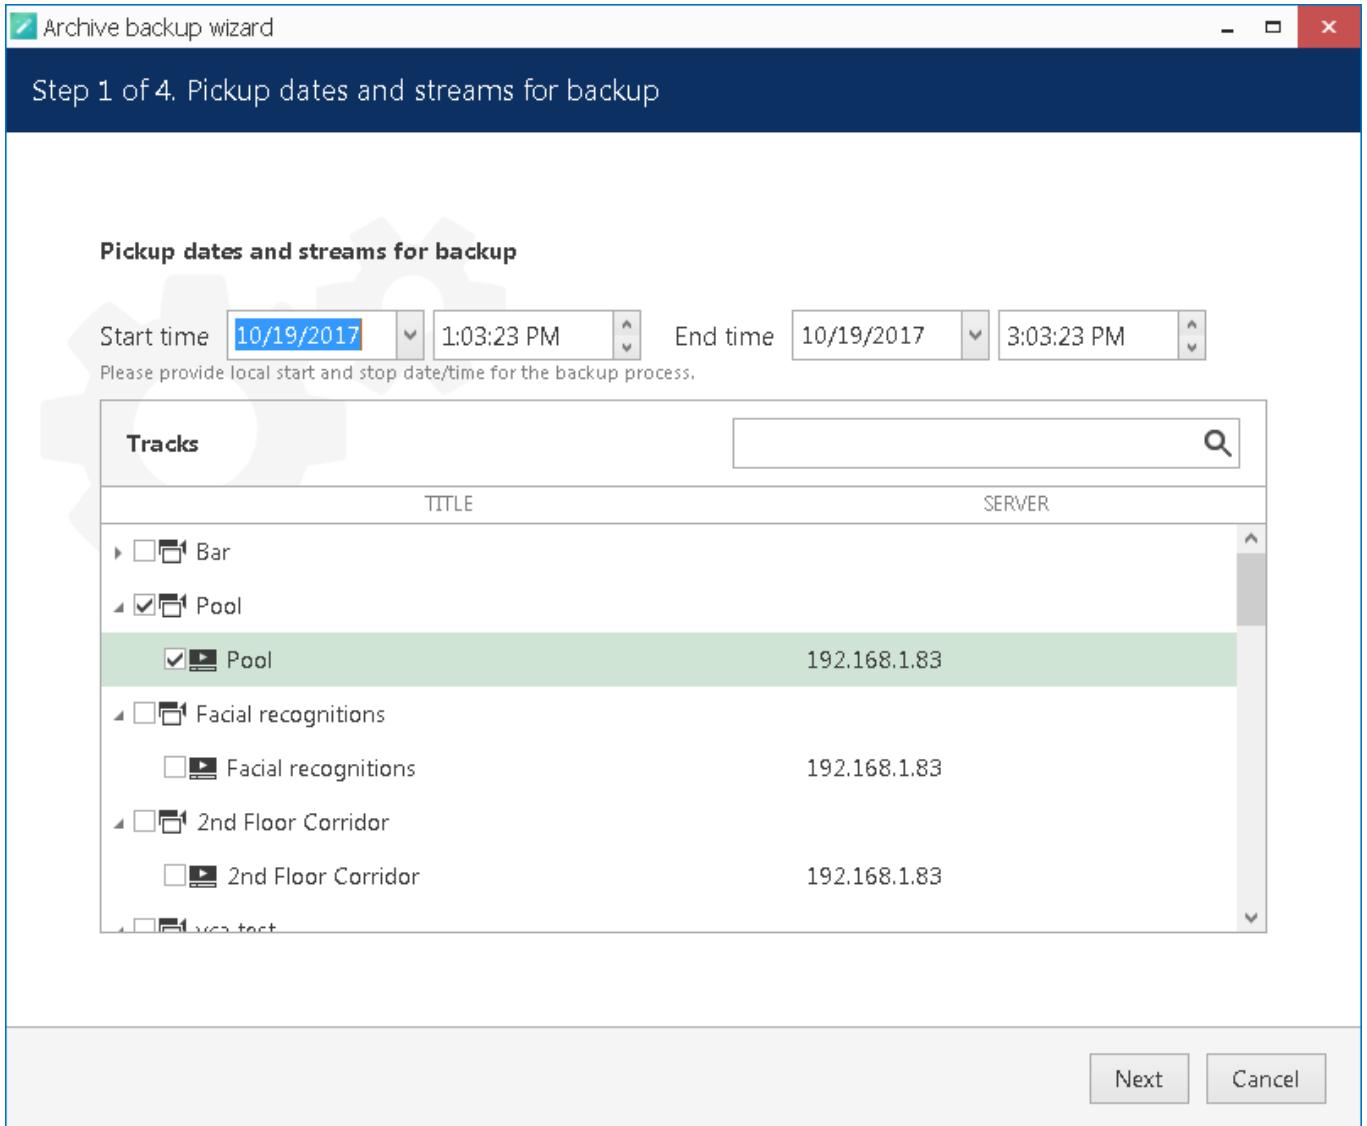 Archive backup wizard
Step 1 of 4. Pickup dates and streams for backup
Pickup dates and streams for backup
Start time 10/19/2017 1:03:23 PM End time 10/19/2017 3:03:23 PM
Please provide local start and stop date/time for the backup process.
Tracks
TITLE SERVER
Bar
Pool
Pool 192.168.1.83
Facial recognitions
Facial recognitions 192.168.1.83
2nd Floor Corridor
2nd Floor Corridor 192.168.1.83
vca test
Next Cancel